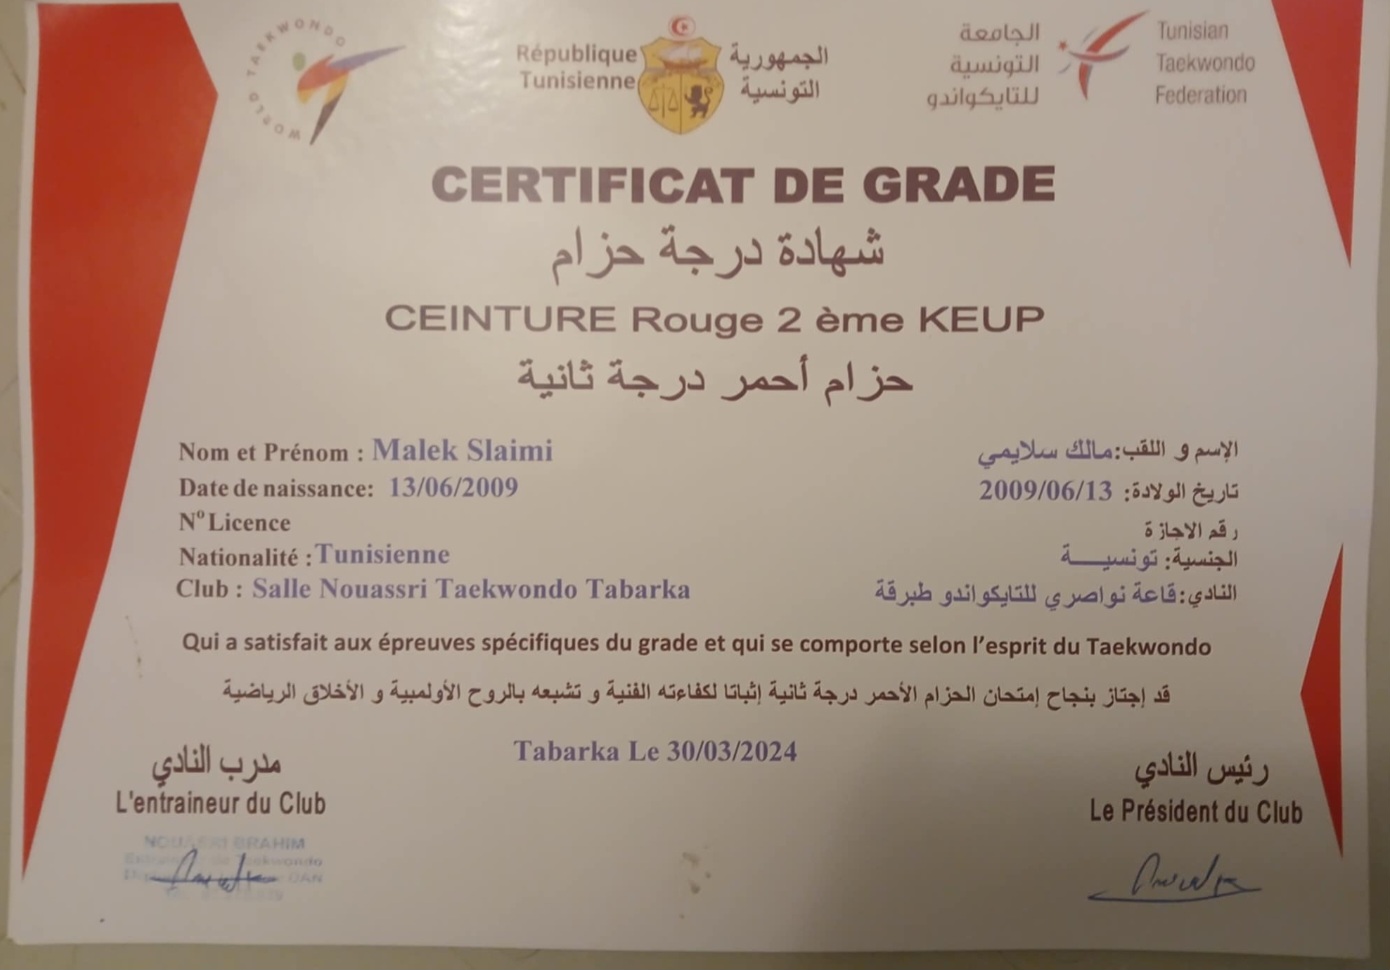 WORLD TAEKWONDO
République
Tunisienne
الجمهورية
التونسية
الجامعة
التونسية
للتايكواندو
Tunisian
Taekwondo
Federation
CERTIFICAT DE GRADE
شهادة درجة حزام
CEINTURE Rouge 2 ème KEUP
حزام أحمر درجة ثانية
Nom et Prénom : Malek Slaimi
الإسم و اللقب:مالك سلايمي
Date de naissance: 13/06/2009
تاريخ الولادة: 2009/06/13
N° Licence
رقم الاجازة
Nationalité : Tunisienne
الجنسية: تونسيـــة
Club : Salle Nouassri Taekwondo Tabarka
النادي:قاعة نواصري للتايكواندو طبرقة
Qui a satisfait aux épreuves spécifiques du grade et qui se comporte selon l'esprit du Taekwondo
قد إجتاز بنجاح إمتحان الحزام الأحمر درجة ثانية إثباتا لكفاءته الفنية و تشبعه بالروح الأولمبية و الأخلاق الرياضية
Tabarka Le 30/03/2024
مدرب النادي
L'entraineur du Club
رئيس النادي
Le Président du Club
NOUASRI BRAHIM
Taekwondo
DAN